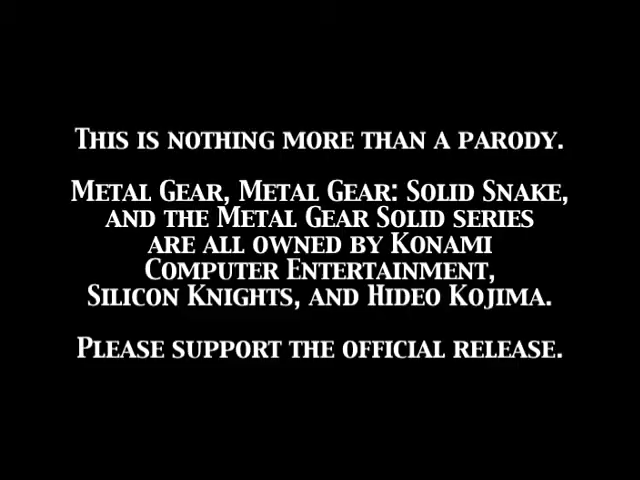 This is nothing more than a parody.
Metal Gear, Metal Gear: Solid Snake,
and the Metal Gear Solid series
are all owned by Konami
Computer Entertainment,
Silicon Knights, and Hideo Kojima.
Please support the official release.